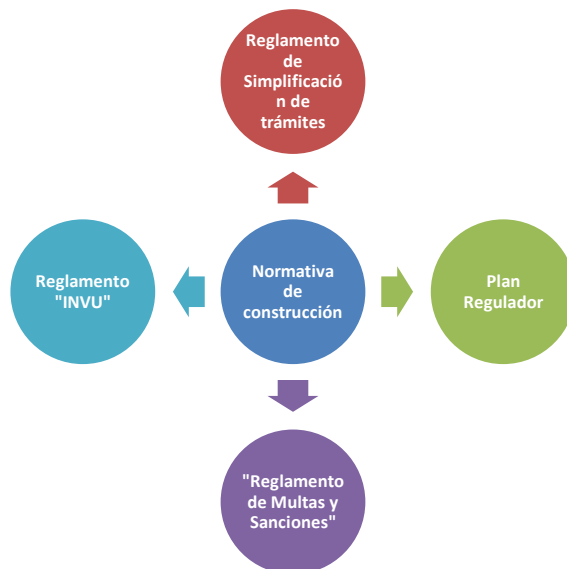 Reglamento
de
Simplificació
n de
trámites
Reglamento
"INVU"
Normativa
de
construcción
Plan
Regulador
"Reglamento
de Multas y
Sanciones"